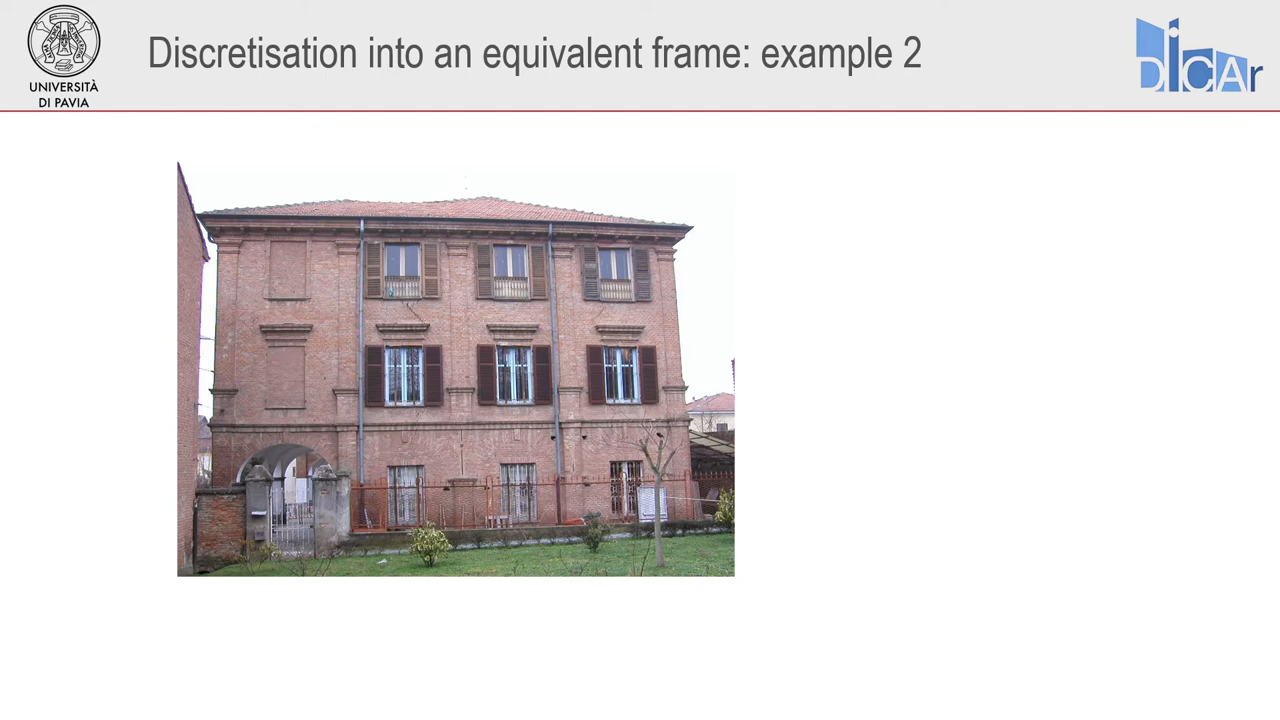 UNIVERSITÀ
DI PAVIA
Discretisation into an equivalent frame: example 2
DICAr